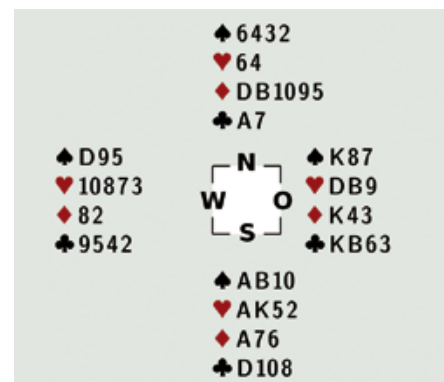 ♠ 6432
♥ 64
♦ DB1095
♣ A7
♠ D95
♥ 10873
♦ 82
♣ 9542
N
W O
S
♠ K87
♥ DB9
♦ K43
♣ KB63
♠ AB10
♥ AK52
♦ A76
♣ D108